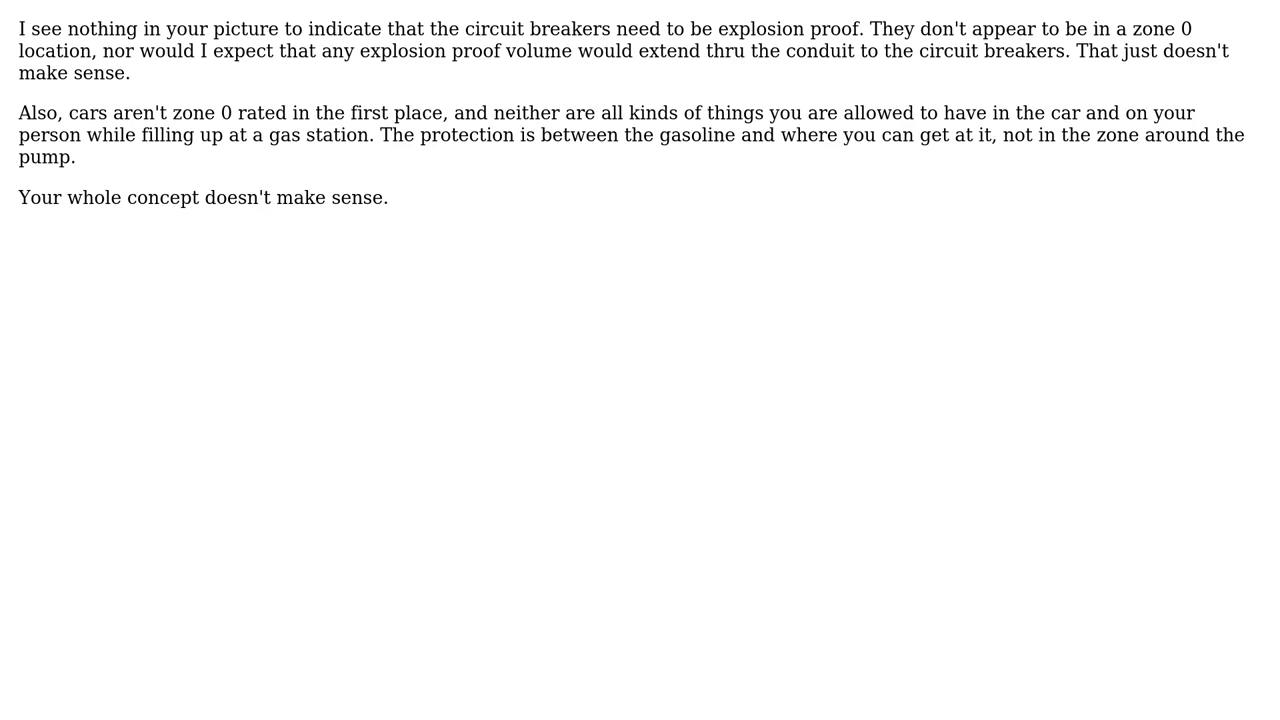 I see nothing in your picture to indicate that the circuit breakers need to be explosion proof. They don't appear to be in a zone 0
location, nor would I expect that any explosion proof volume would extend thru the conduit to the circuit breakers. That just doesn't
make sense.
Also, cars aren't zone 0 rated in the first place, and neither are all kinds of things you are allowed to have in the car and on your
person while filling up at a gas station. The protection is between the gasoline and where you can get at it, not in the zone around the
pump.
Your whole concept doesn't make sense.